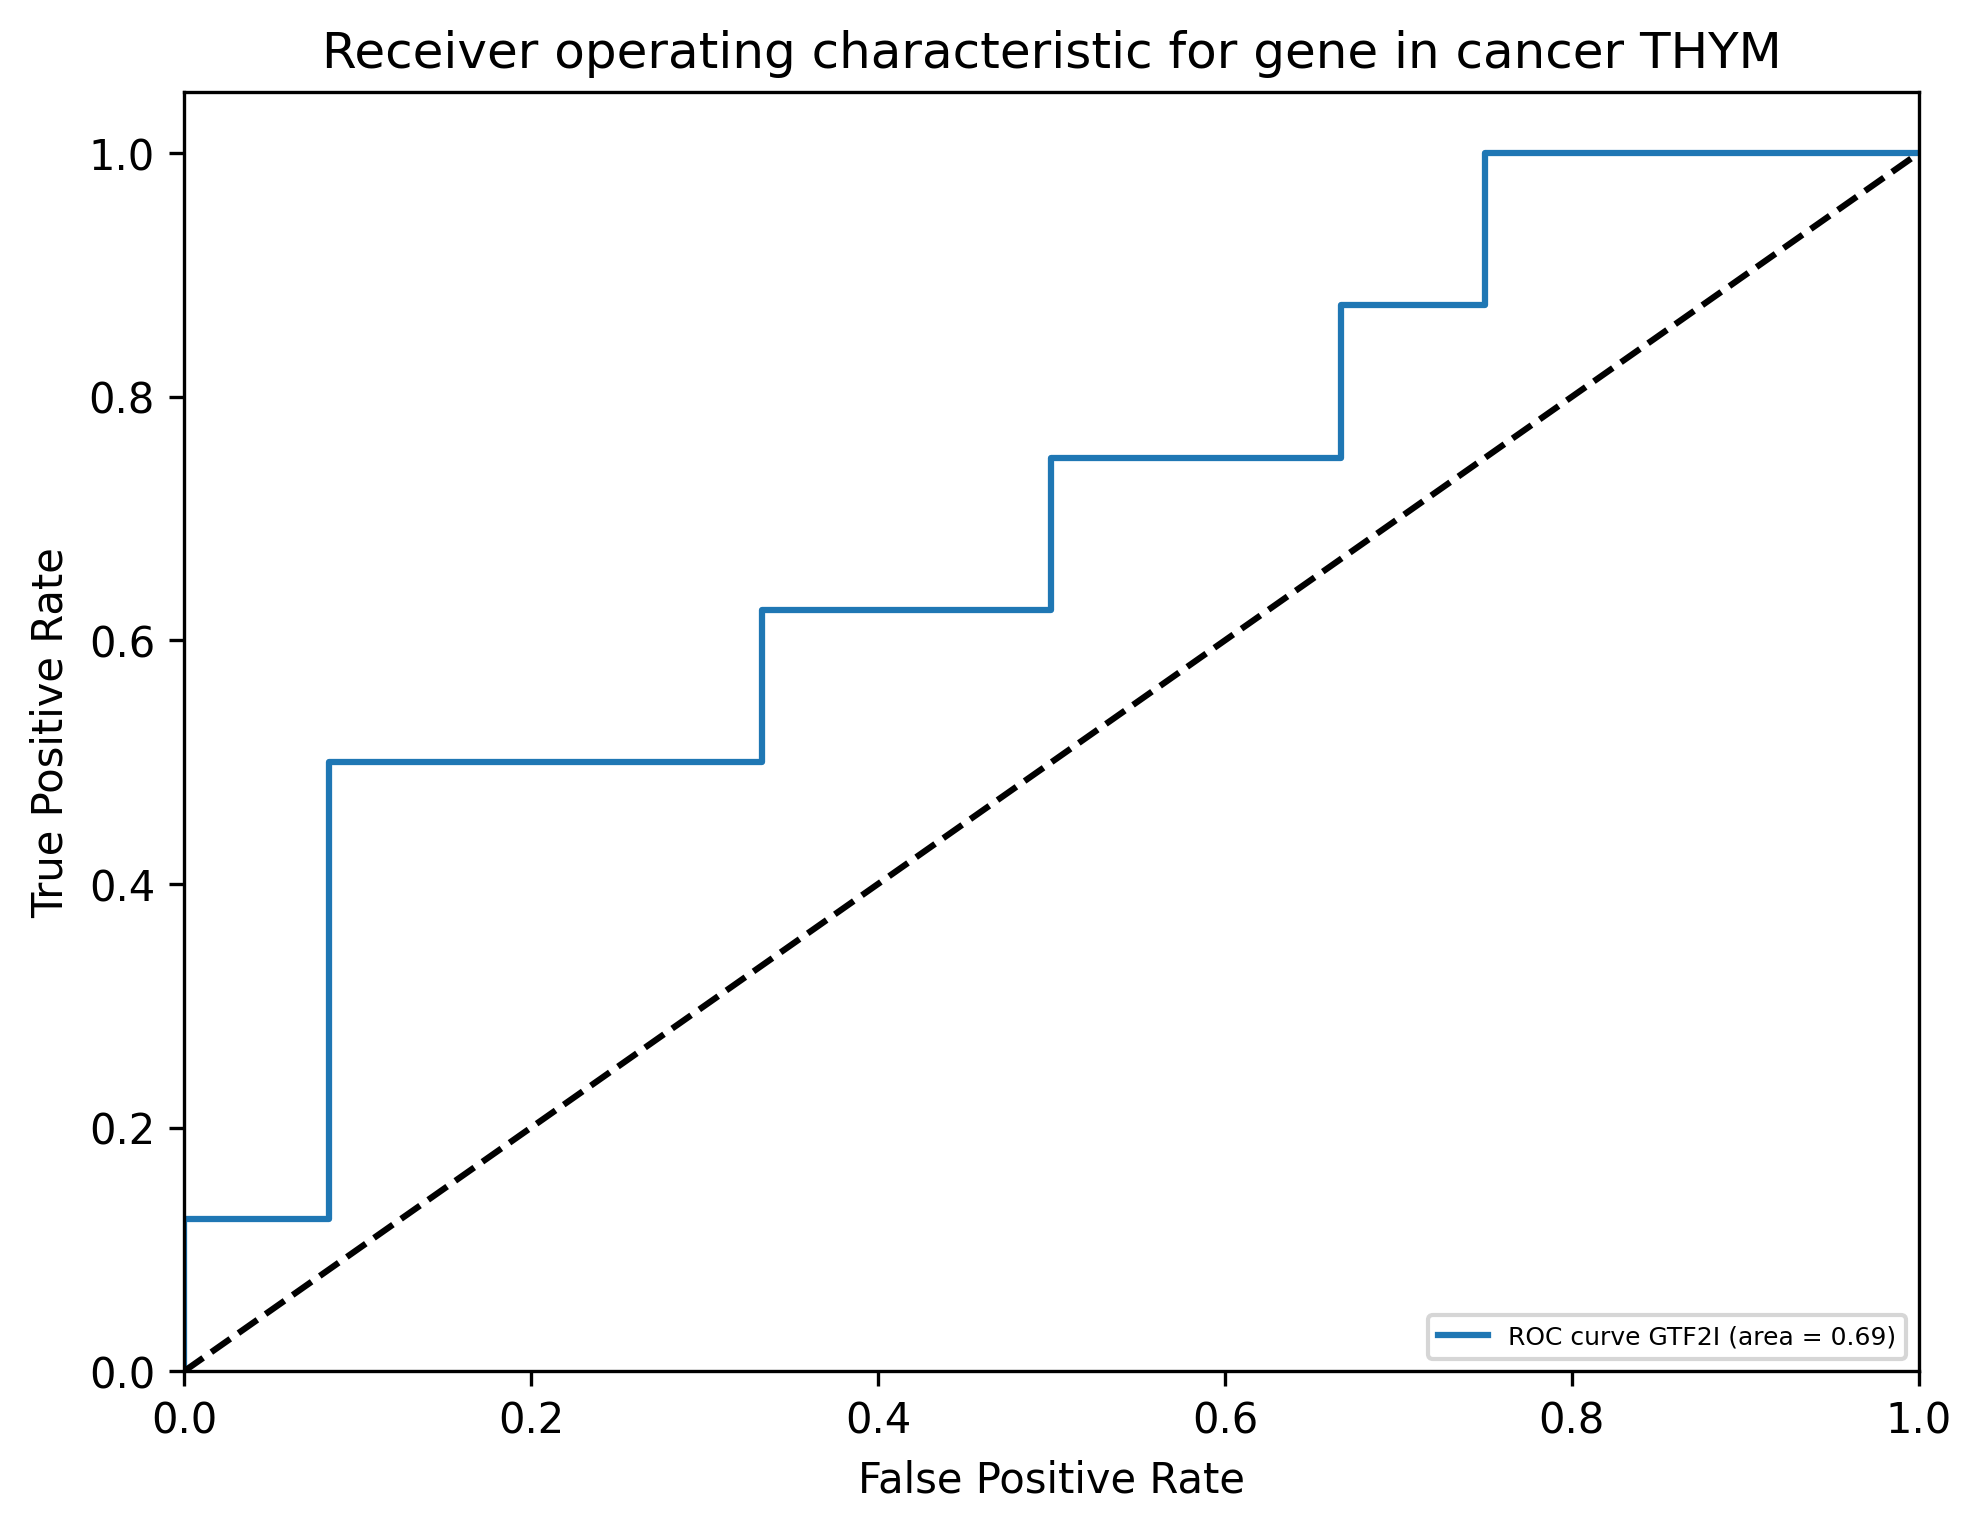 Receiver operating characteristic for gene in cancer THYM
1.0
0.8
0.6
0.4
0.2
0.0
True Positive Rate
ROC curve GTF2I (area = 0.69)
0.0 0.2 0.4 0.6 0.8 1.0
False Positive Rate